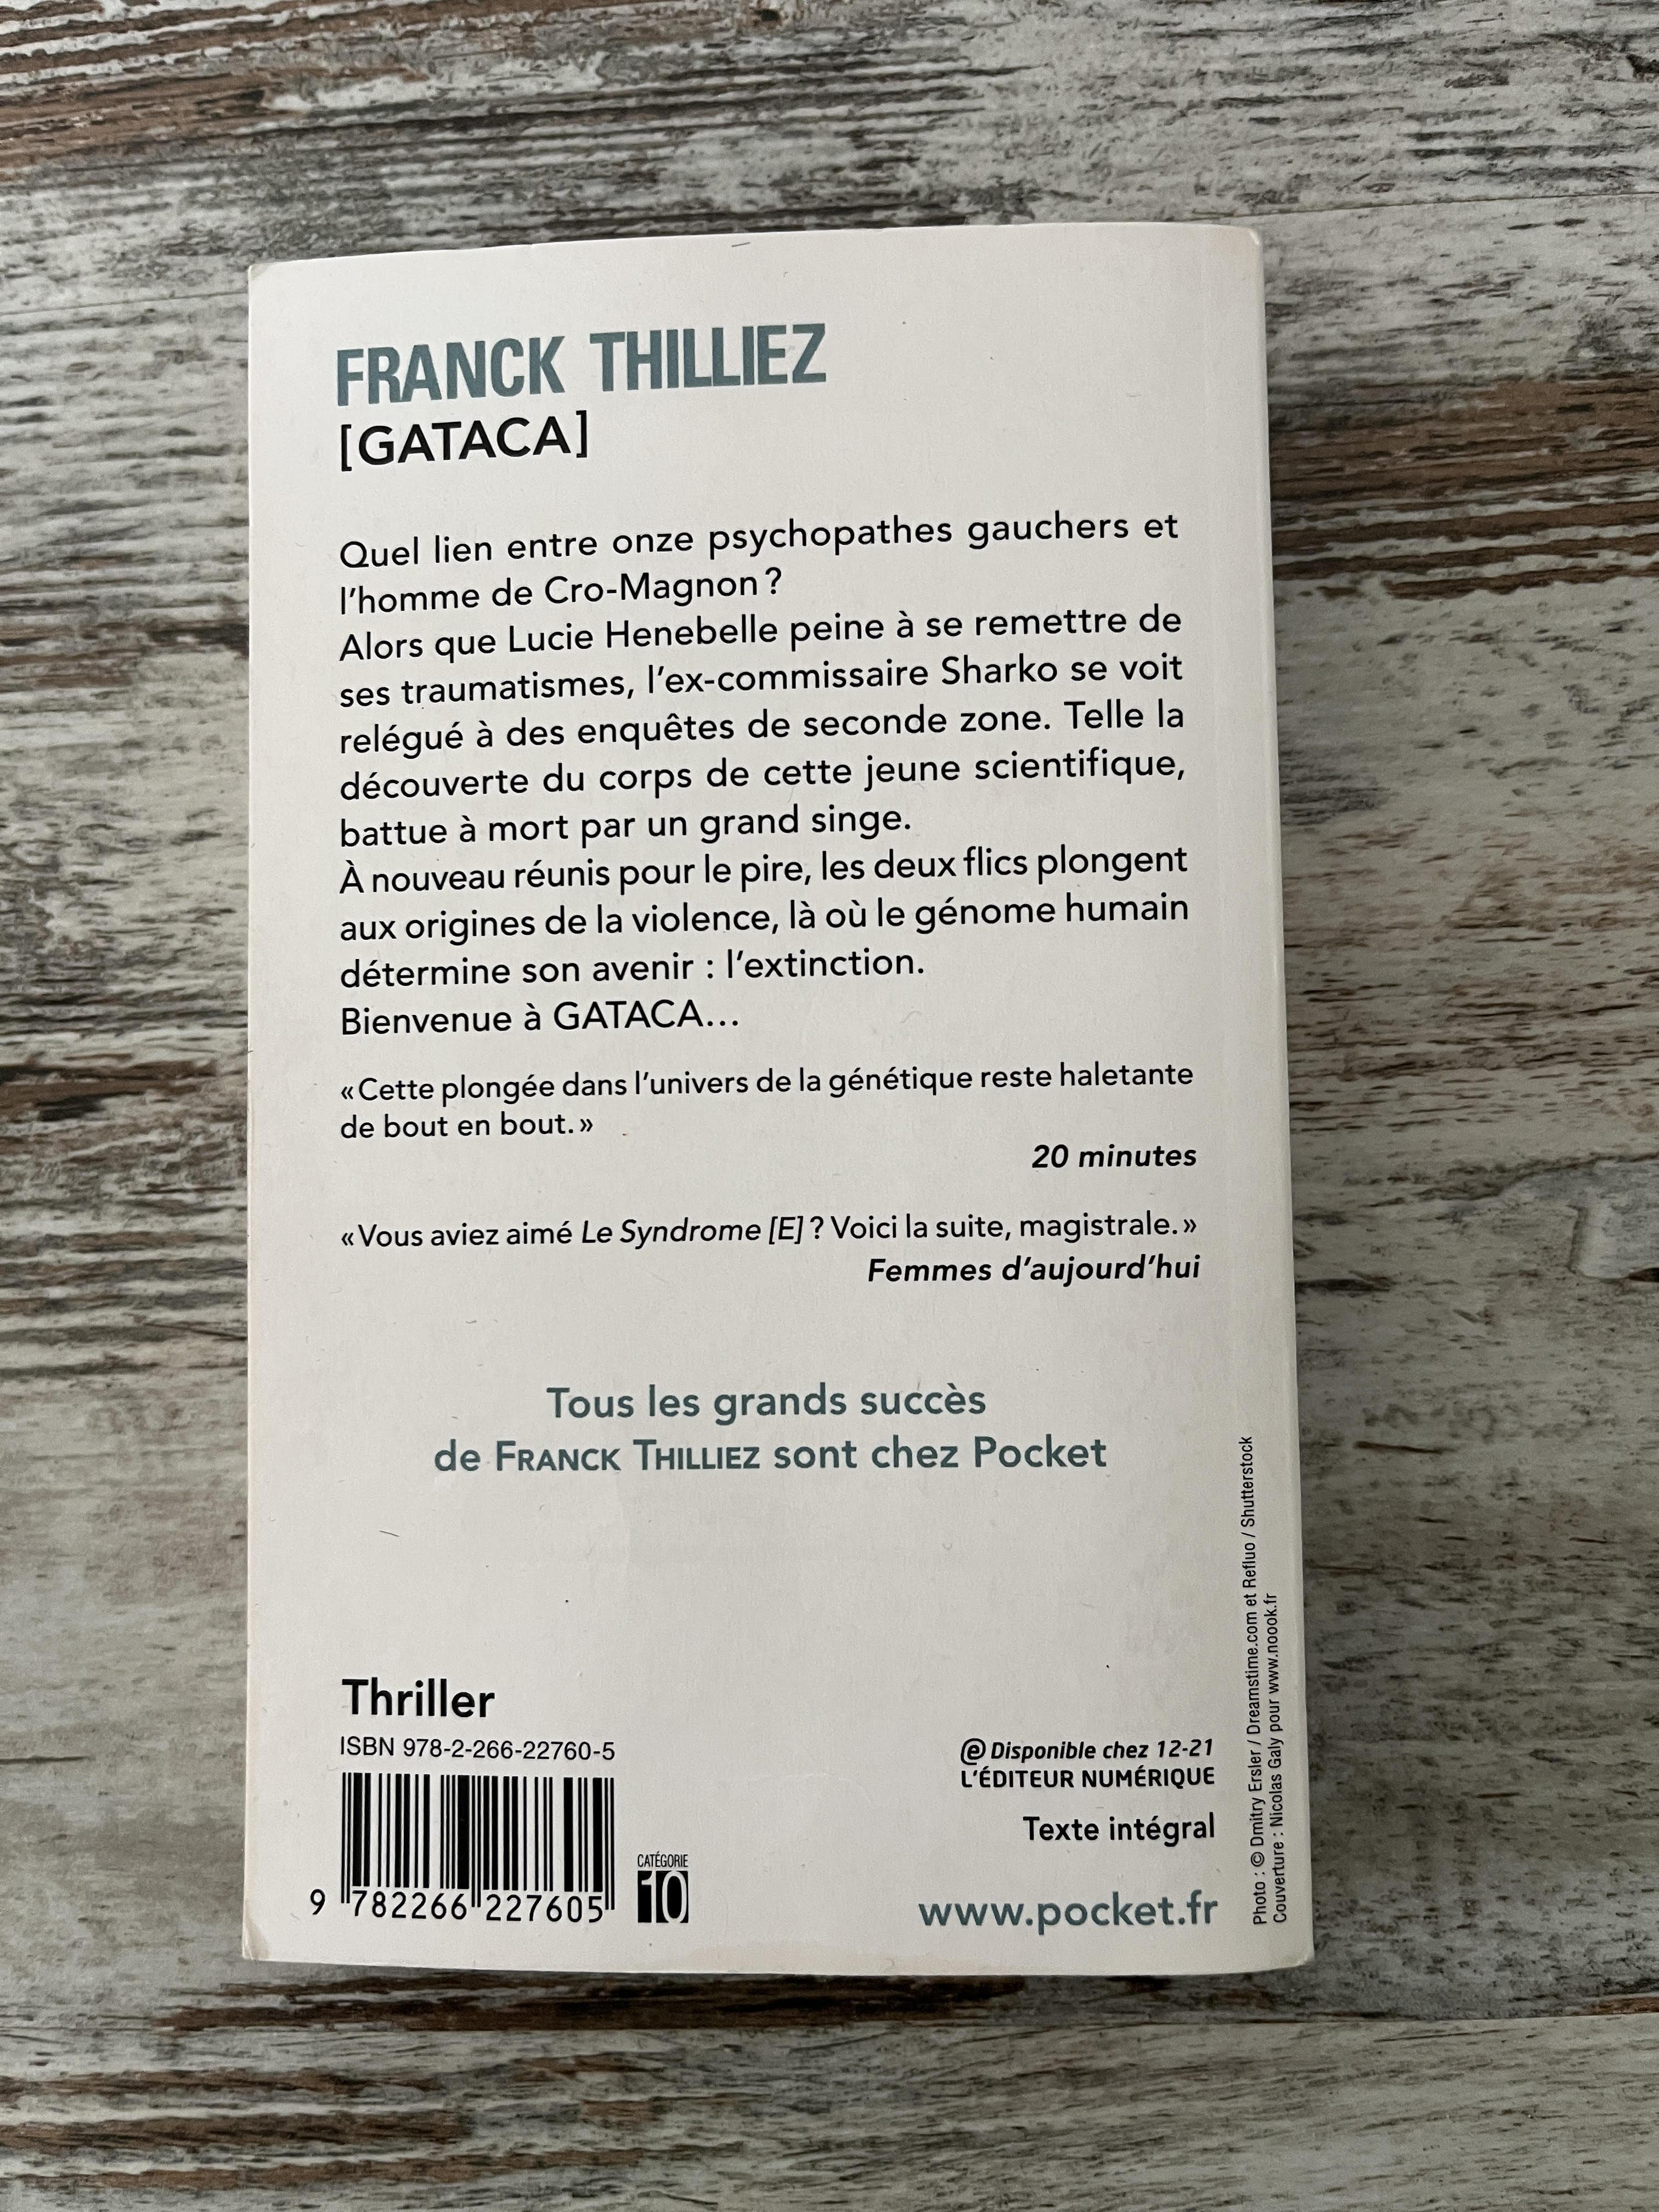 FRANCK THILLIEZ
[GATACA]
Quel lien entre onze psychopathes gauchers et
l'homme de Cro-Magnon ?
Alors que Lucie Henebelle peine à se remettre de
ses traumatismes, l'ex-commissaire Sharko se voit
relégué à des enquêtes de seconde zone. Telle la
découverte du corps de cette jeune scientifique,
battue à mort par un grand singe.
À nouveau réunis pour le pire, les deux flics plongent
aux origines de la violence, là où le génome humain
détermine son avenir : l'extinction.
Bienvenue à GATACA...
« Cette plongée dans l'univers de la génétique reste haletante
de bout en bout. »
20 minutes
« Vous aviez aimé Le Syndrome [E] ? Voici la suite, magistrale. »
Femmes d'aujourd'hui
Tous les grands succès
de FRANCK THILLIEZ sont chez Pocket
Thriller
ISBN 978-2-266-22760-5
9 782266 227605
CATÉGORIE
10
@ Disponible chez 12-21
L'ÉDITEUR NUMÉRIQUE
Texte intégral
www.pocket.fr
Photo : © Dmitry Ersler / Dreamstime.com et Refluo / Shutterstock
Couverture : Nicolas Galy pour www.noook.fr